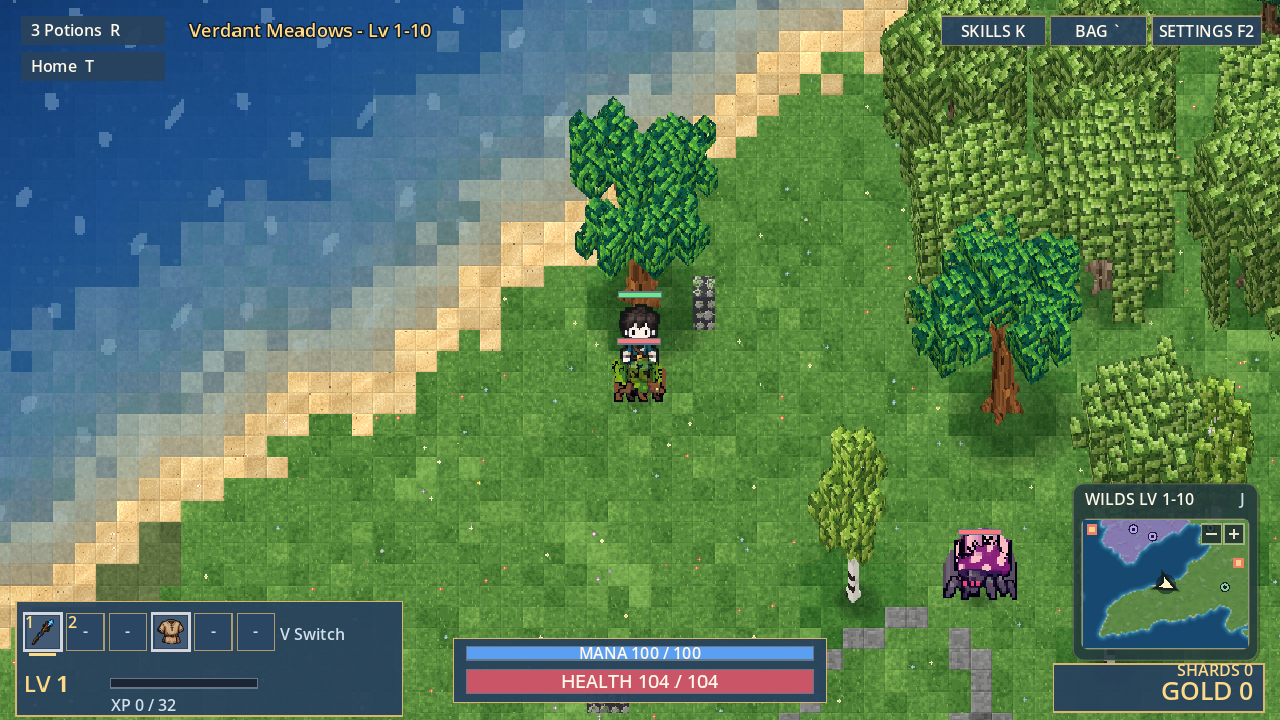 3 Potions R
Home T
Verdant Meadows - Lv 1-10
SKILLS K
BAG `
SETTINGS F2
WILDS LV 1-10 J
− +
1 2 - - - - V Switch
LV 1
XP 0 / 32
MANA 100 / 100
HEALTH 104 / 104
SHARDS 0
GOLD 0